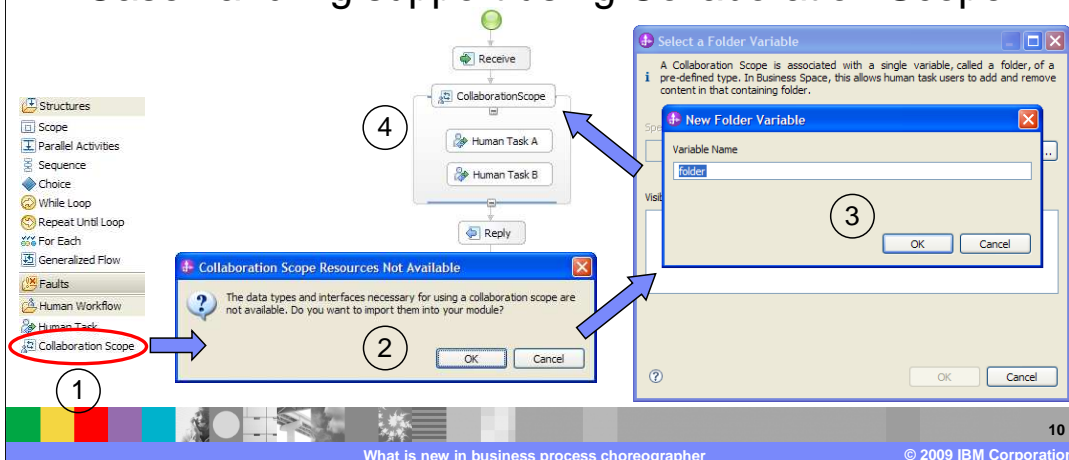 Case handling support using Collaboration Scope
Structures
Scope
Parallel Activities
Sequence
Choice
While Loop
Repeat Until Loop
For Each
Generalized Flow
Faults
Human Workflow
Human Task
Collaboration Scope
1
Receive
CollaborationScope
4
Human Task A
Human Task B
Reply
Collaboration Scope Resources Not Available
The data types and interfaces necessary for using a collaboration scope are
not available. Do you want to import them into your module?
2
OK
Cancel
Select a Folder Variable
A Collaboration Scope is associated with a single variable, called a folder, of a
pre-defined type. In Business Space, this allows human task users to add and remove
content in that containing folder.
New Folder Variable
Variable Name
folder
3
OK
Cancel
OK
Cancel
10
What is new in business process choreographer
© 2009 IBM Corporation